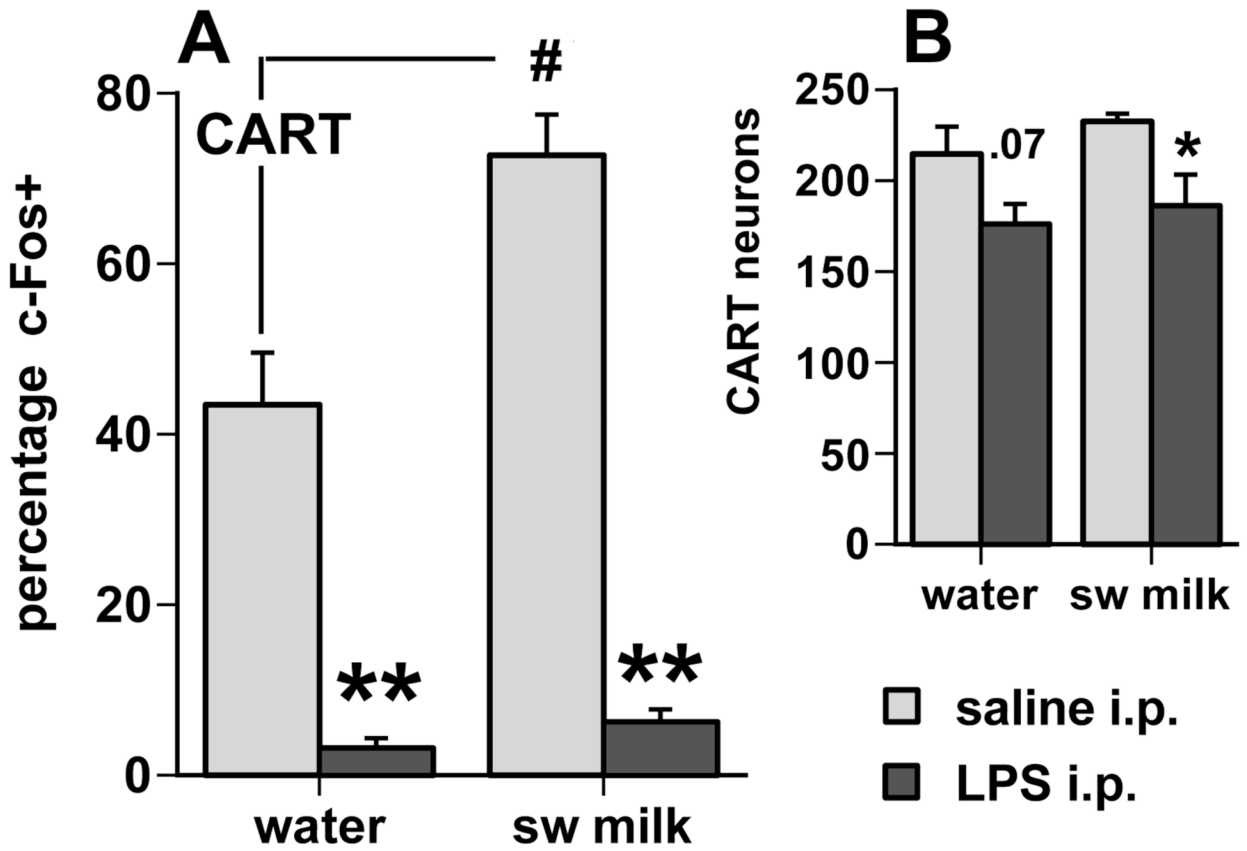 A
#
CART
percentage c-Fos+
80
60
40
20
0
**
**
water
sw milk
B
CART neurons
250
200
150
100
50
0
.07
*
water
sw milk
saline i.p.
LPS i.p.